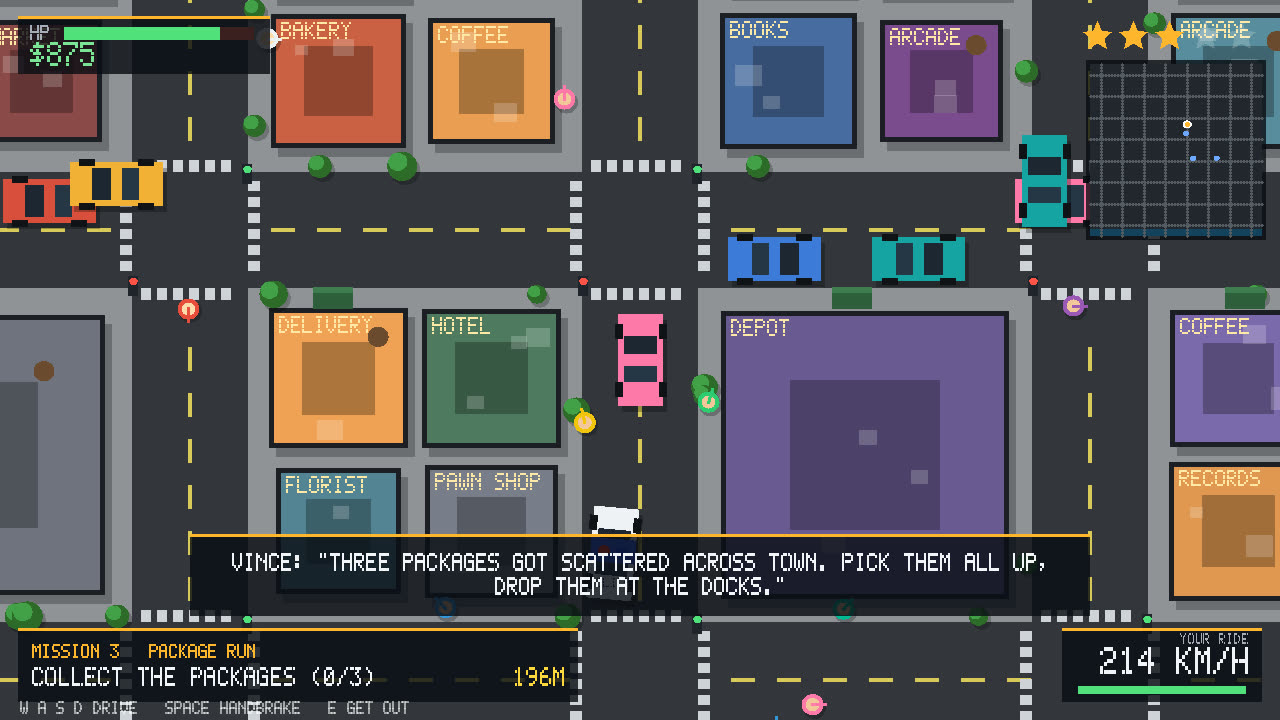 HP
$875
BAKERY
COFFEE
BOOKS
ARCADE
ARCADE
DELIVERY
HOTEL
DEPOT
COFFEE
FLORIST
PAWN SHOP
RECORDS
VINCE: "THREE PACKAGES GOT SCATTERED ACROSS TOWN. PICK THEM ALL UP,
DROP THEM AT THE DOCKS."
MISSION 3 PACKAGE RUN
COLLECT THE PACKAGES (0/3) 196M
YOUR RIDE
214 KM/H
W A S D DRIVE SPACE HANDBRAKE E GET OUT